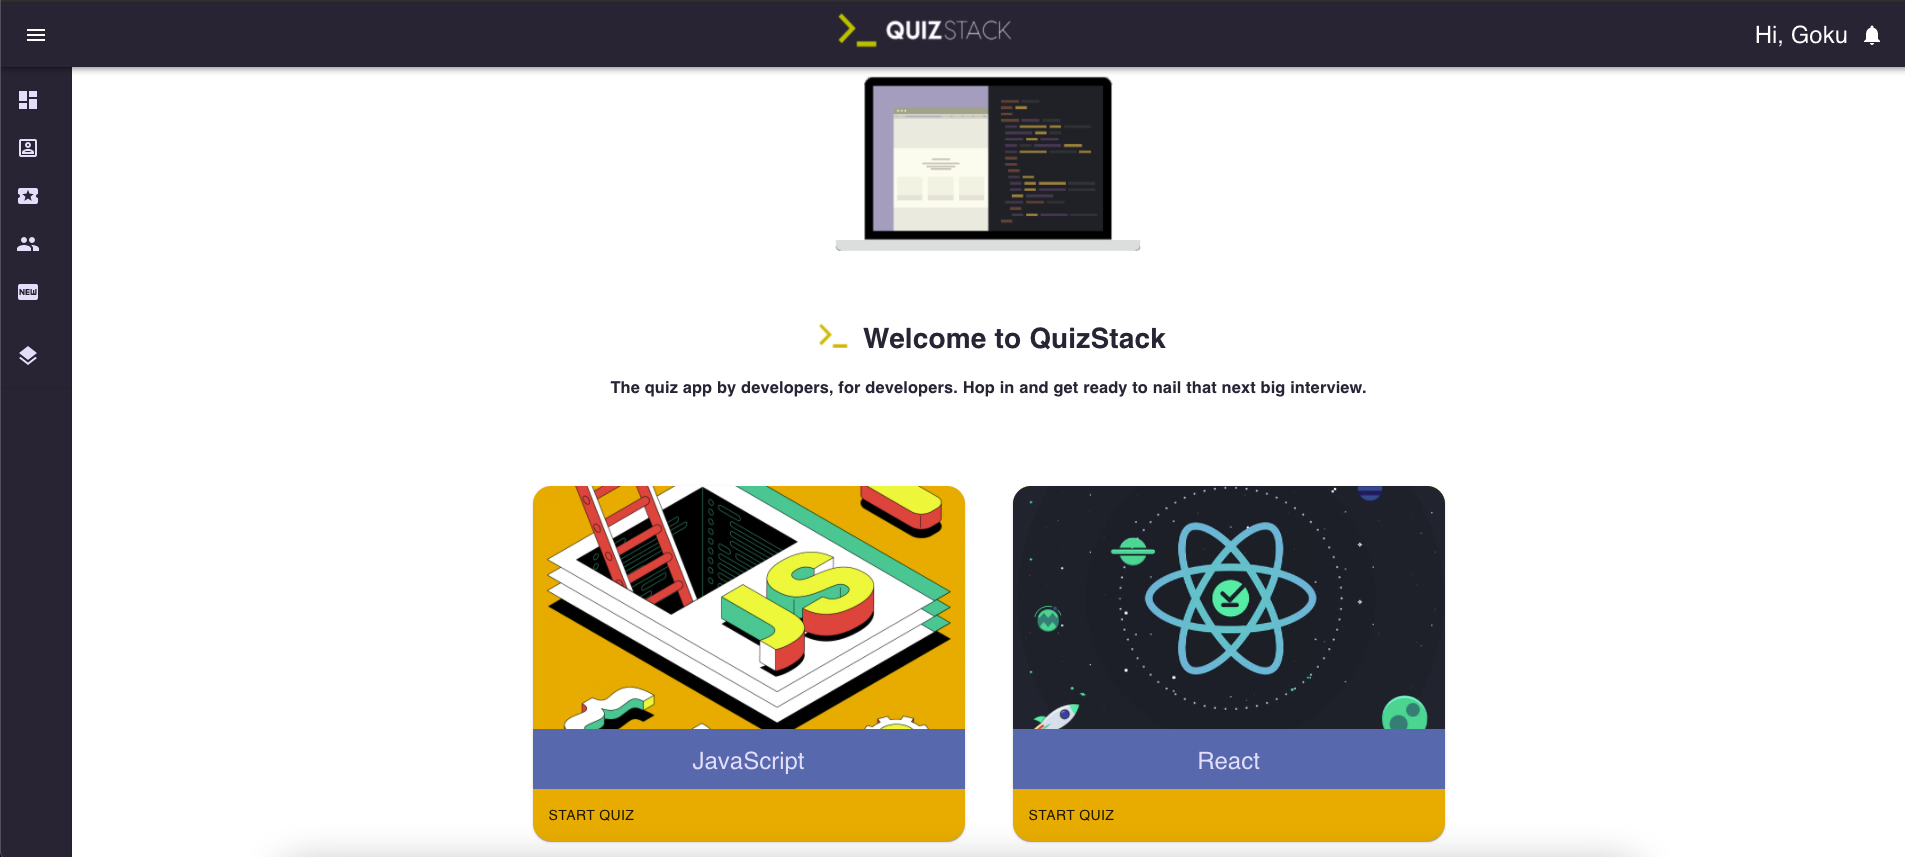 QUIZSTACK
Hi, Goku
NEW
Welcome to QuizStack
The quiz app by developers, for developers. Hop in and get ready to nail that next big interview.
JS
JavaScript
React
START QUIZ
START QUIZ